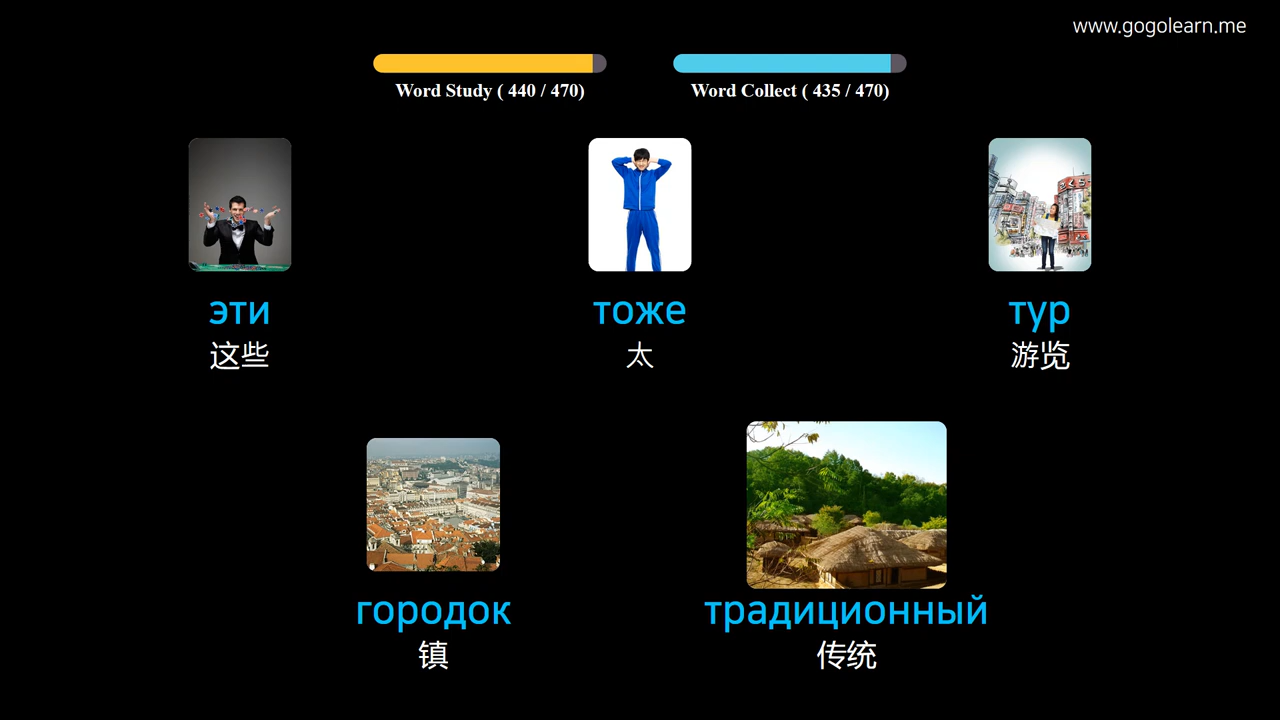 www.gogolearn.me
Word Study ( 440 / 470)
Word Collect ( 435 / 470)
эти
这些
тоже
太
тур
游览
городок
镇
традиционный
传统